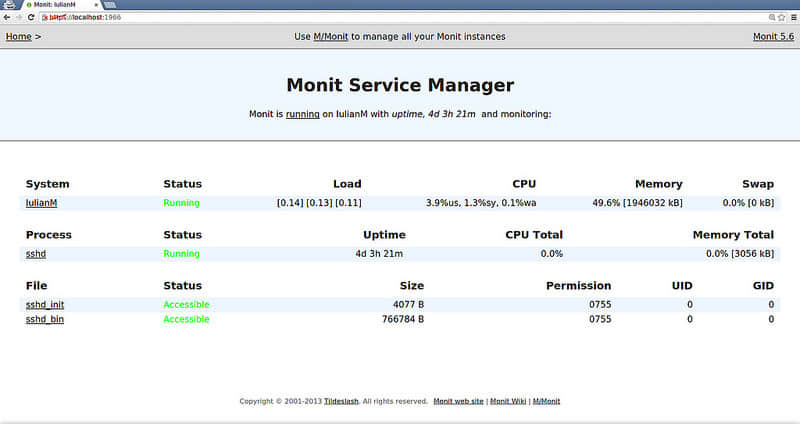 Monit: IulianM
https://localhost:1966
Home > Use M/Monit to manage all your Monit instances Monit 5.6
Monit Service Manager
Monit is running on IulianM with uptime, 4d 3h 21m and monitoring:
System Status Load CPU Memory Swap
IulianM Running [0.14] [0.13] [0.11] 3.9%us, 1.3%sy, 0.1%wa 49.6% [1946032 kB] 0.0% [0 kB]
Process Status Uptime CPU Total Memory Total
sshd Running 4d 3h 21m 0.0% 0.0% [3056 kB]
File Status Size Permission UID GID
sshd_init Accessible 4077 B 0755 0 0
sshd_bin Accessible 766784 B 0755 0 0
Copyright © 2001-2013 Tildeslash. All rights reserved. Monit web site | Monit Wiki | M/Monit